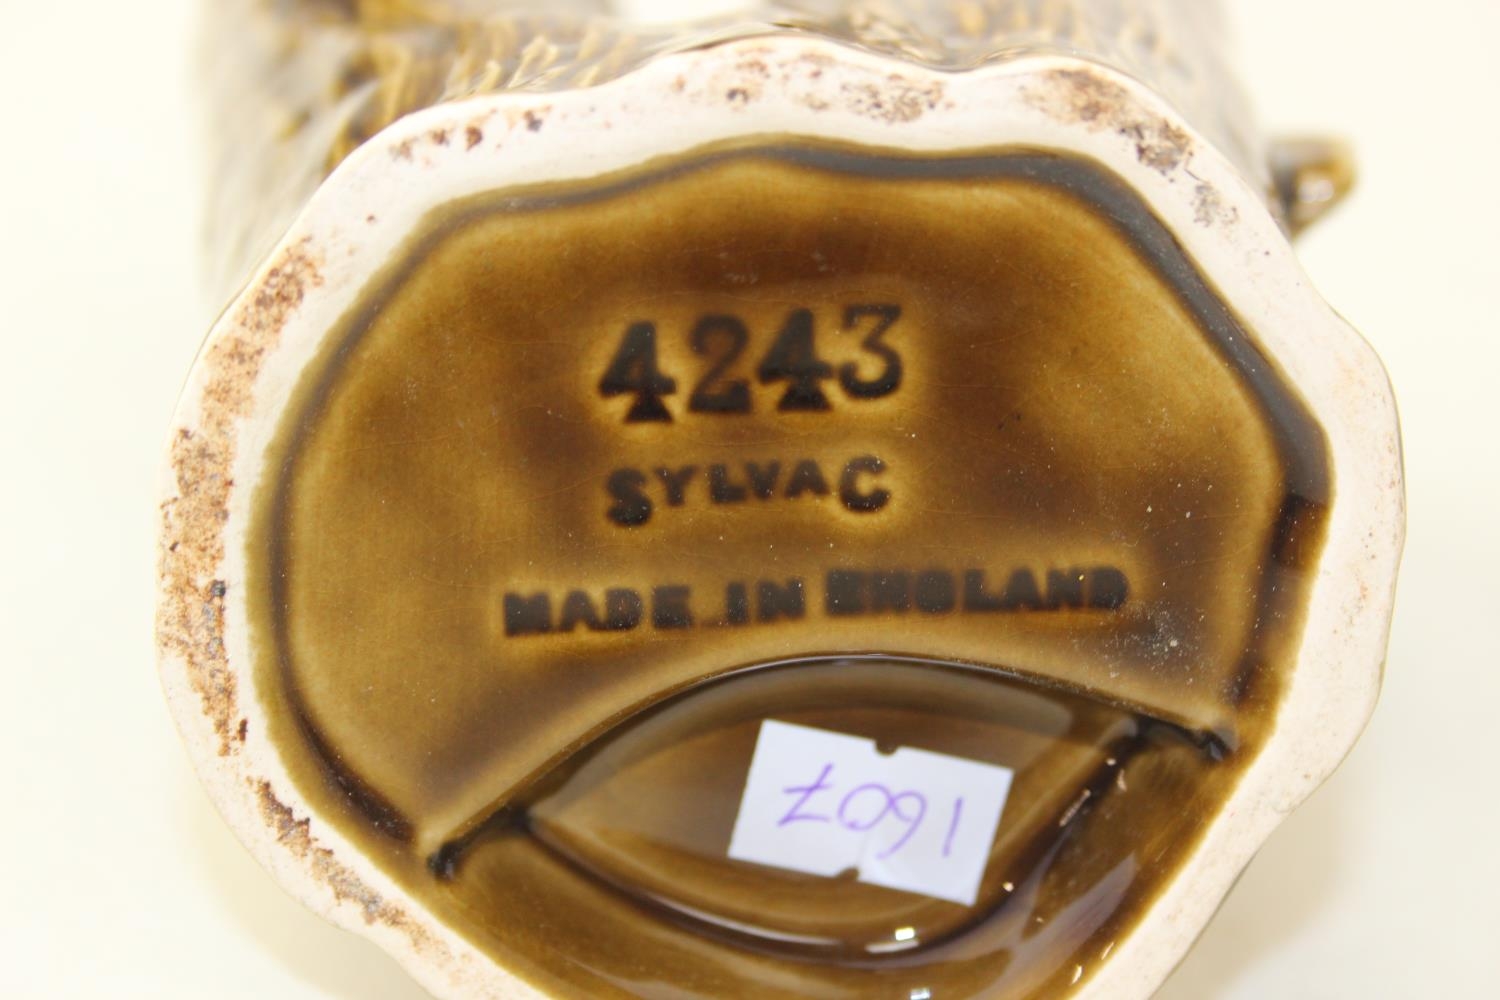 4243
SYLVAC
MADE IN ENGLAND
1607